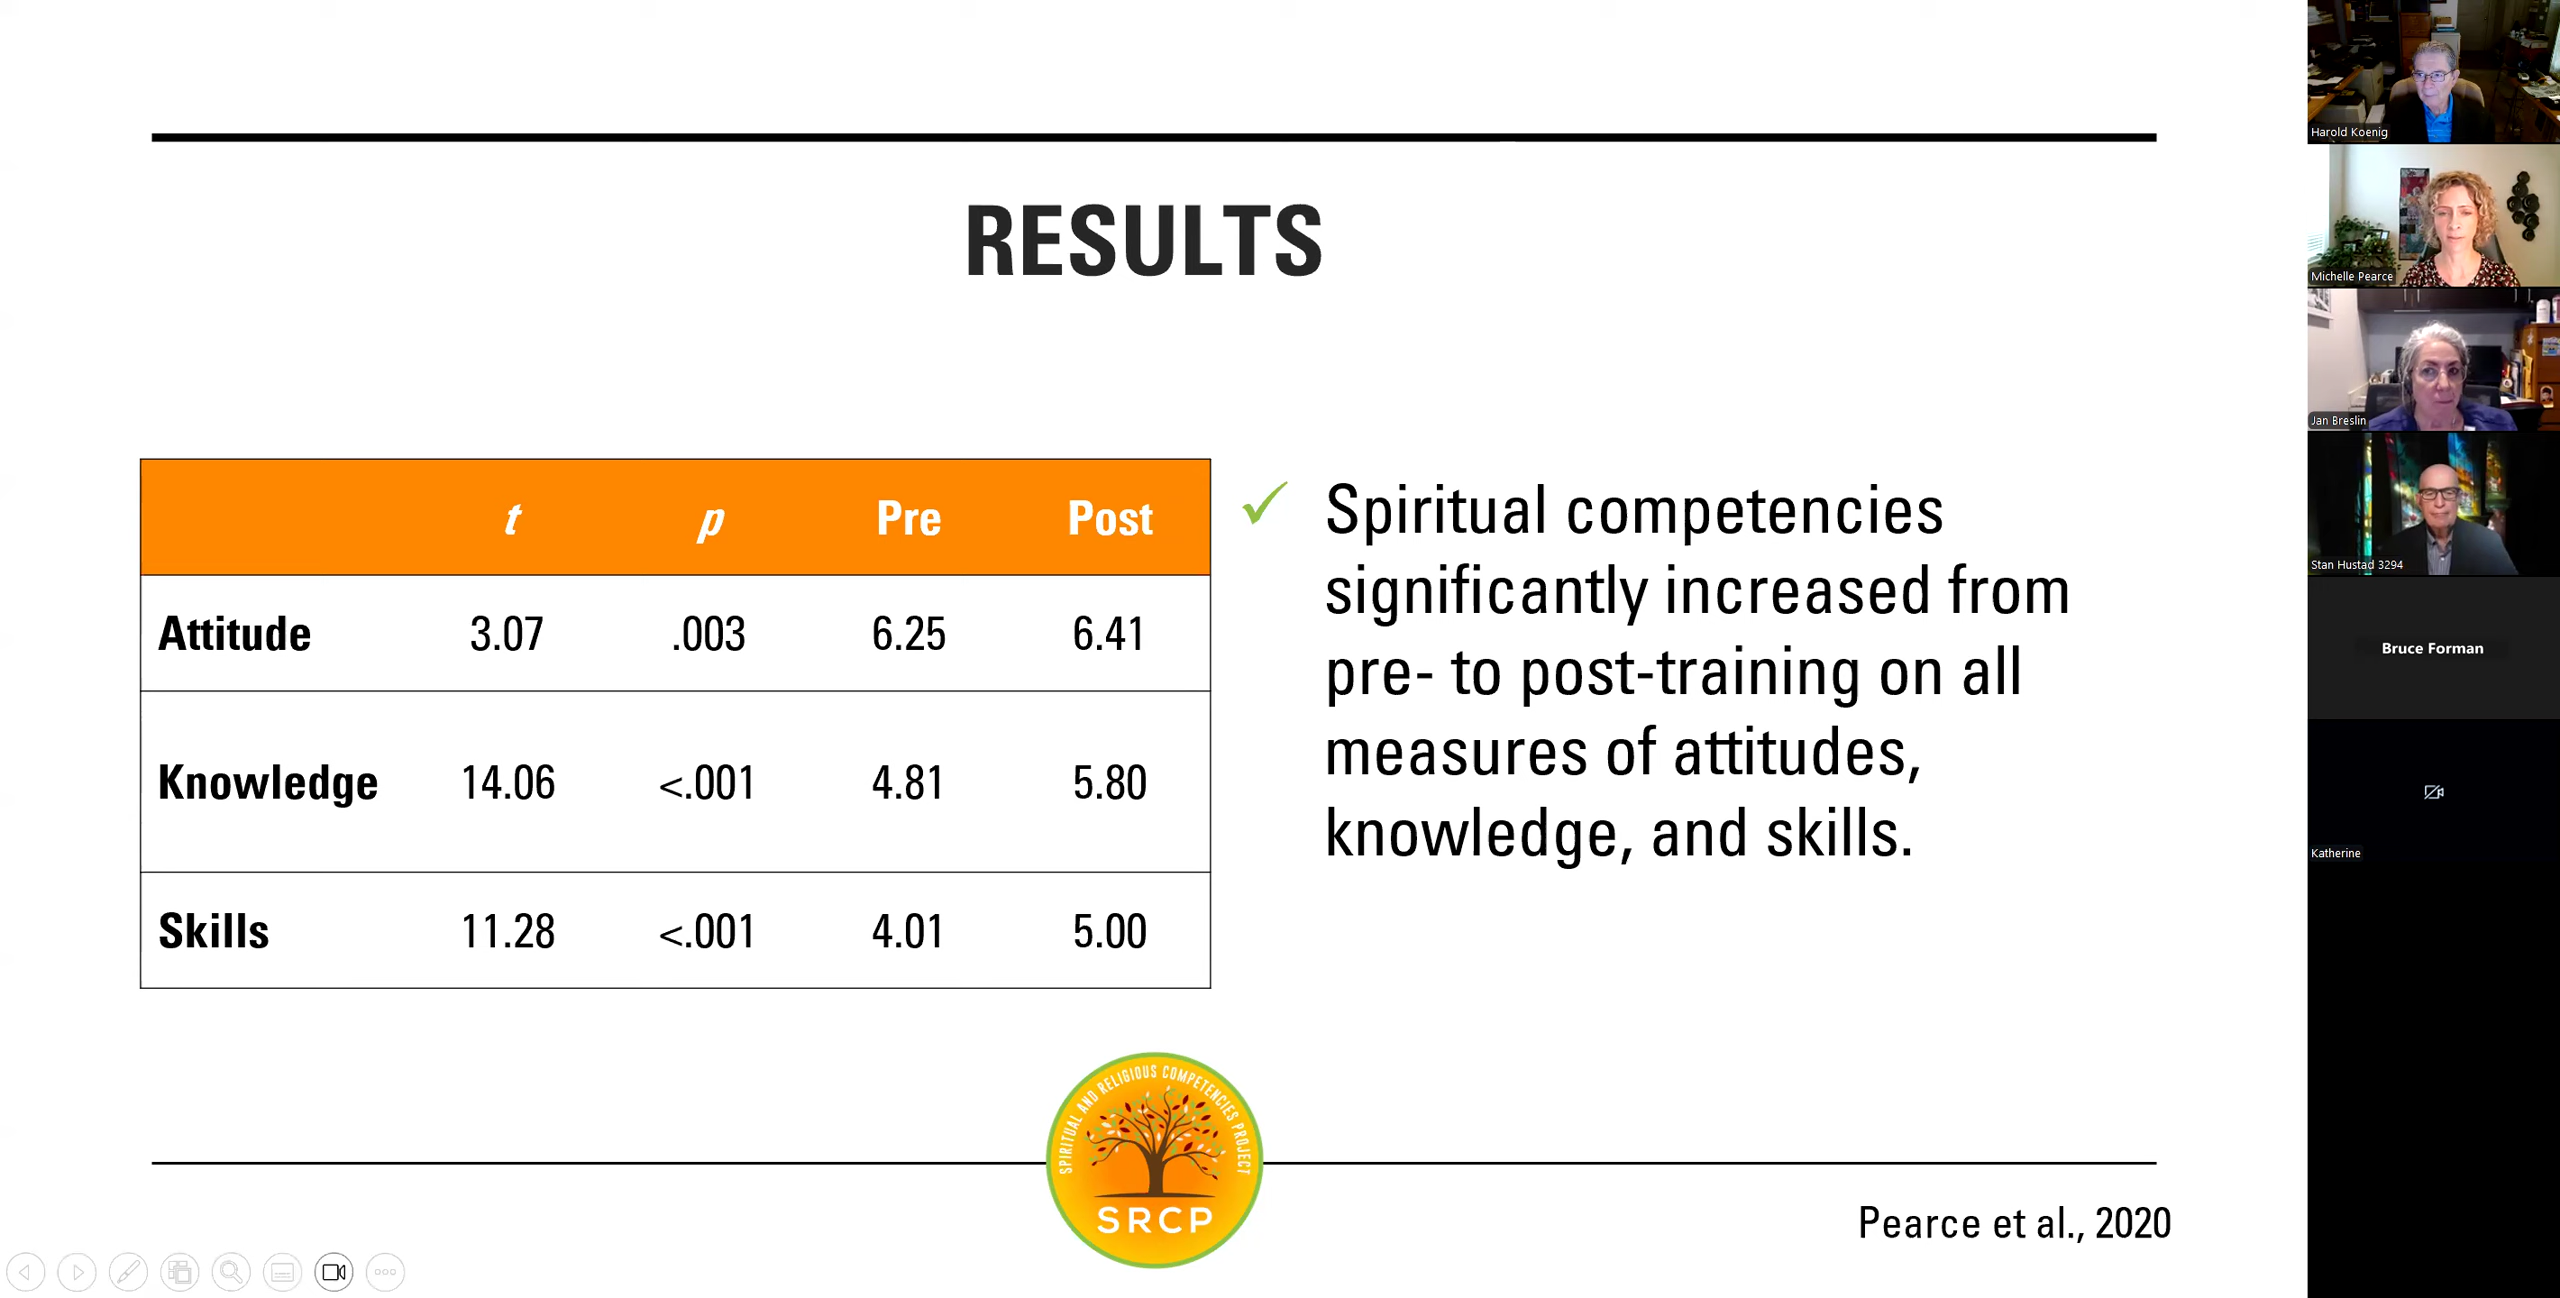 RESULTS
t p Pre Post
Attitude 3.07 .003 6.25 6.41
Knowledge 14.06 <.001 4.81 5.80
Skills 11.28 <.001 4.01 5.00
✓ Spiritual competencies
significantly increased from
pre- to post-training on all
measures of attitudes,
knowledge, and skills.
SPIRITUAL AND RELIGIOUS COMPETENCIES PROJECT
SRCP
Pearce et al., 2020
Harold Koenig
Michelle Pearce
Jan Breslin
Stan Hustad 3294
Bruce Forman
Katherine